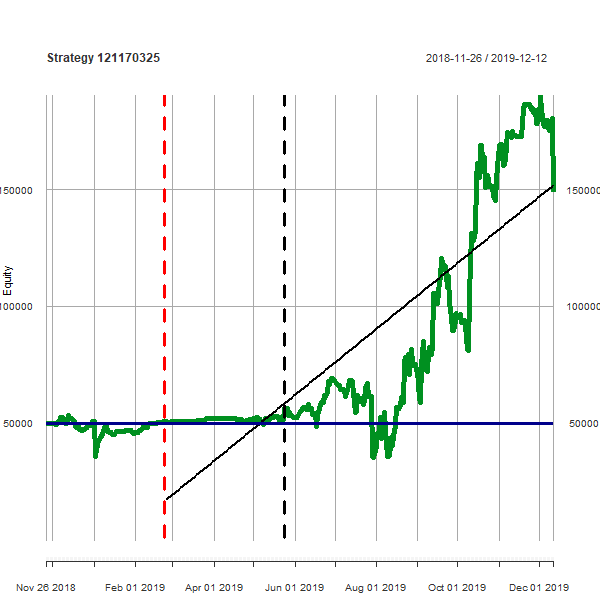 Strategy 121170325
2018-11-26 / 2019-12-12
150000
150000
Equity
100000
100000
50000
50000
Nov 26 2018
Feb 01 2019
Apr 01 2019
Jun 01 2019
Aug 01 2019
Oct 01 2019
Dec 01 2019